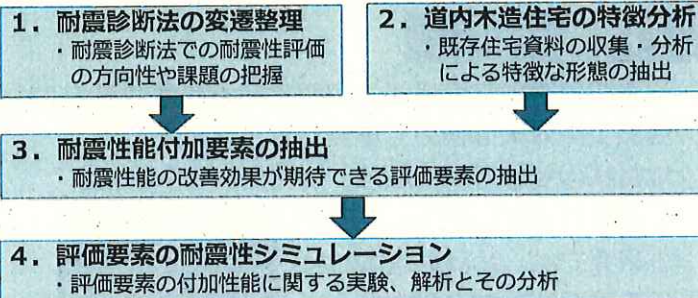 1．耐震診断法の変遷整理
・耐震診断法での耐震性評価
の方向性や課題の把握
2．道内木造住宅の特徴分析
・既存住宅資料の収集・分析
による特徴な形態の抽出
3．耐震性能付加要素の抽出
・耐震性能の改善効果が期待できる評価要素の抽出
4．評価要素の耐震性シミュレーション
・評価要素の付加性能に関する実験、解析とその分析